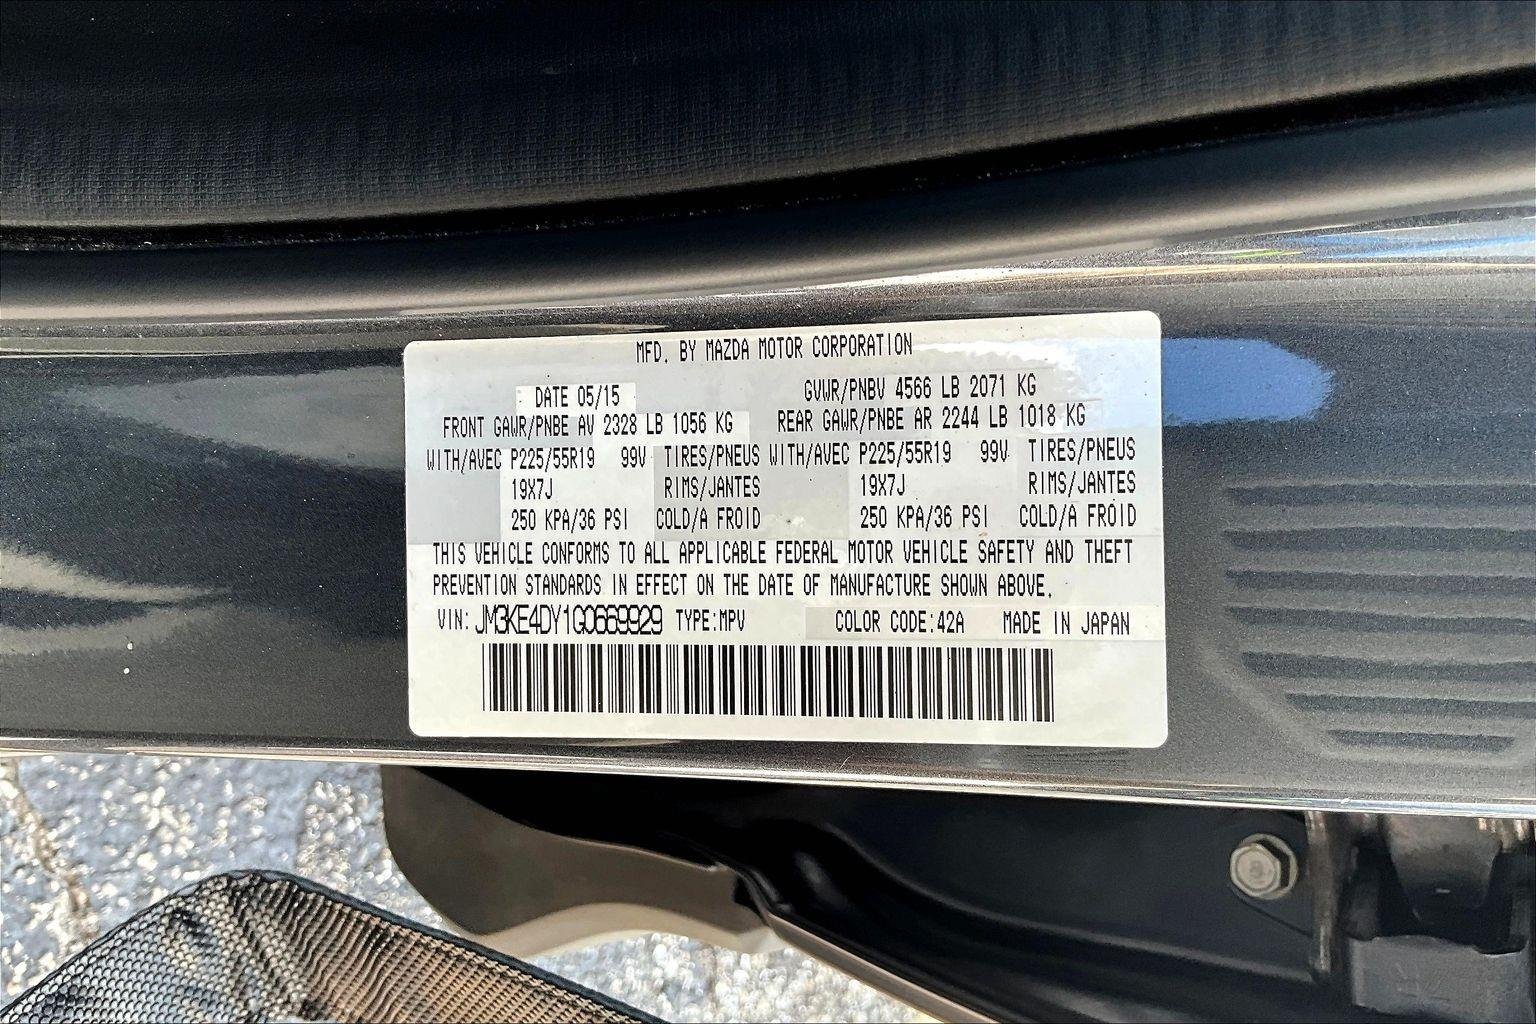 MFD. BY MAZDA MOTOR CORPORATION
DATE 05/15 GVWR/PNBV 4566 LB 2071 KG
FRONT GAWR/PNBE AV 2328 LB 1056 KG REAR GAWR/PNBE AR 2244 LB 1018 KG
WITH/AVEC P225/55R19 99V TIRES/PNEUS WITH/AVEC P225/55R19 99V TIRES/PNEUS
19X7J RIMS/JANTES 19X7J RIMS/JANTES
250 KPA/36 PSI COLD/A FROID 250 KPA/36 PSI COLD/A FROID
THIS VEHICLE CONFORMS TO ALL APPLICABLE FEDERAL MOTOR VEHICLE SAFETY AND THEFT
PREVENTION STANDARDS IN EFFECT ON THE DATE OF MANUFACTURE SHOWN ABOVE.
VIN: JM3KE4DY1G0669929 TYPE:MPV COLOR CODE:42A MADE IN JAPAN